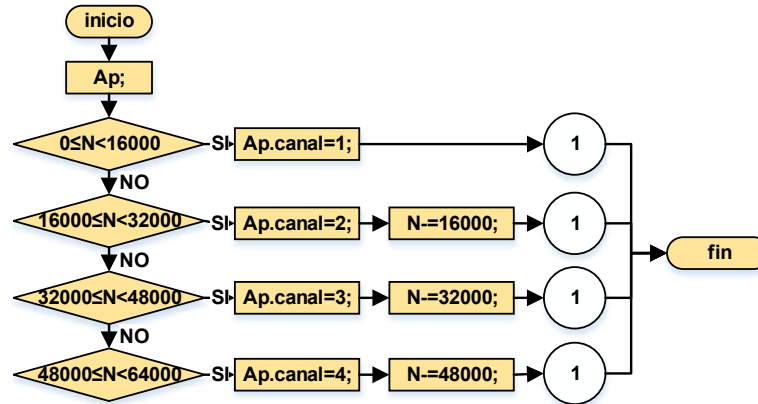 inicio
Ap;
0≤N<16000 SI Ap.canal=1; 1
NO
16000≤N<32000 SI Ap.canal=2; N-=16000; 1
NO
fin
32000≤N<48000 SI Ap.canal=3; N-=32000; 1
NO
48000≤N<64000 SI Ap.canal=4; N-=48000; 1